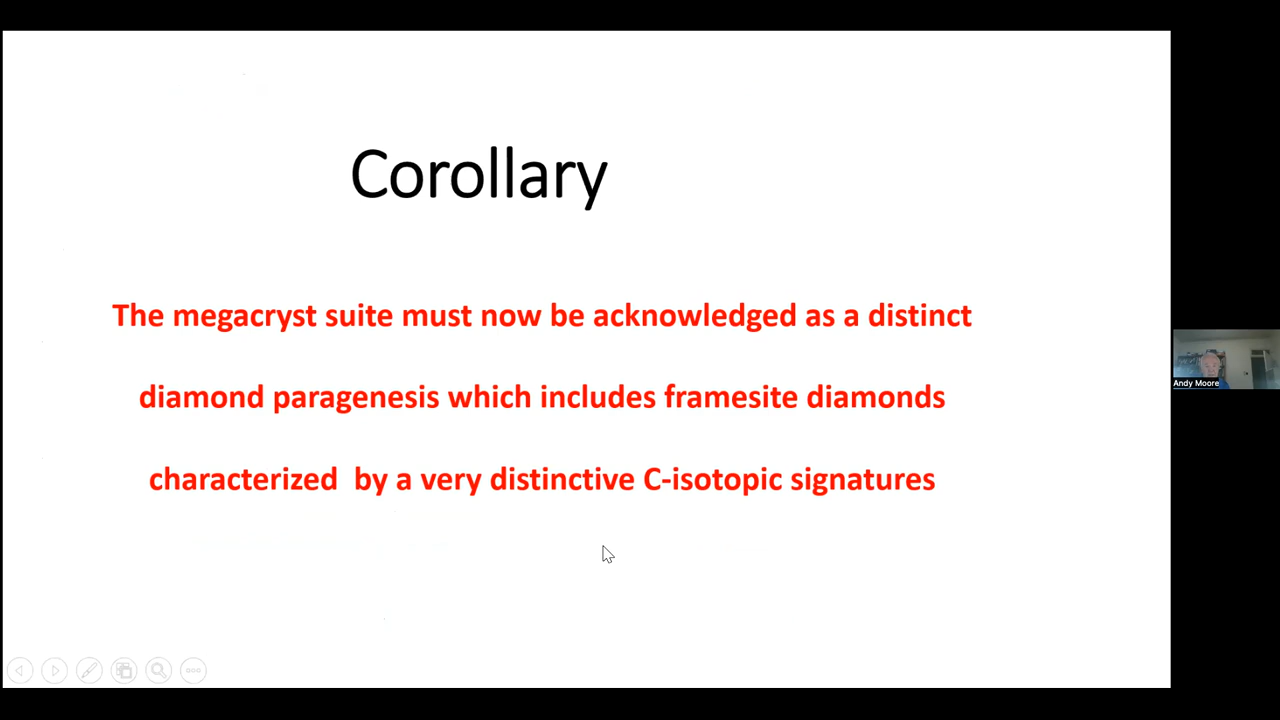 Corollary
The megacryst suite must now be acknowledged as a distinct
diamond paragenesis which includes framesite diamonds
characterized  by a very distinctive C-isotopic signatures
Andy Moore